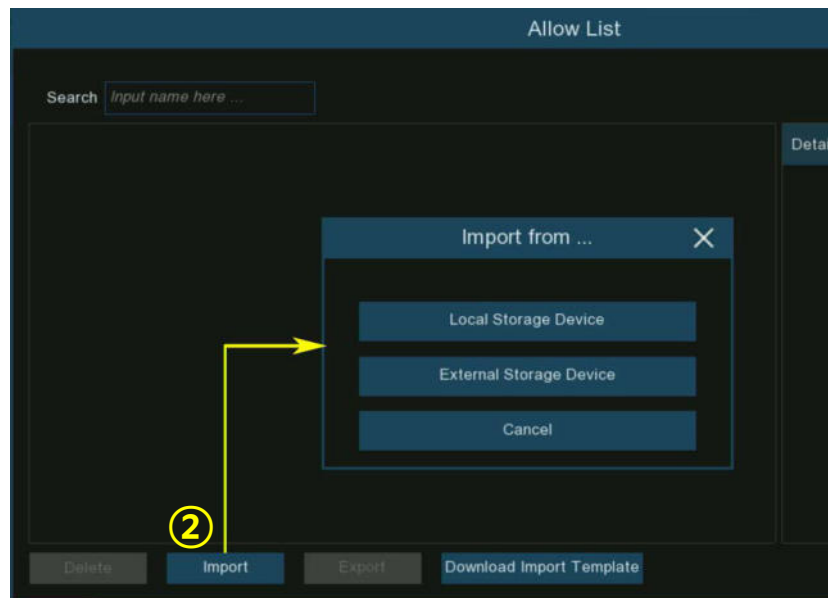 Allow List
Search Input name here ...
Detai
Import from ...
Local Storage Device
External Storage Device
Cancel
②
Delete Import Export Download Import Template